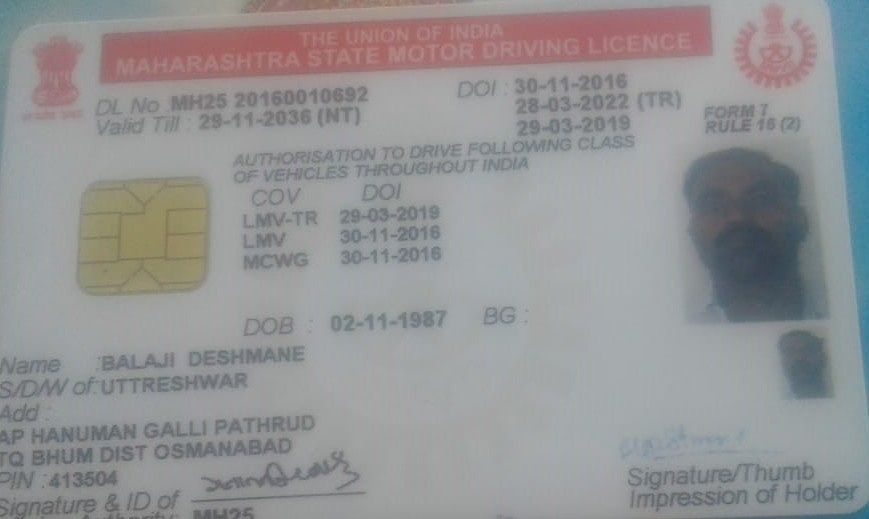 THE UNION OF INDIA
MAHARASHTRA STATE MOTOR DRIVING LICENCE
DL No MH25 20160010692 DOI : 30-11-2016
Valid Till : 29-11-2036 (NT) 28-03-2022 (TR)
29-03-2019
FORM 7
RULE 16 (2)
AUTHORISATION TO DRIVE FOLLOWING CLASS
OF VEHICLES THROUGHOUT INDIA
COV DOI
LMV-TR 29-03-2019
LMV 30-11-2016
MCWG 30-11-2016
DOB : 02-11-1987 BG :
Name : BALAJI DESHMANE
S/D/W of : UTTRESHWAR
Add :
AP HANUMAN GALLI PATHRUD
TQ BHUM DIST OSMANABAD
PIN : 413504
Signature & ID of
MH25
Signature/Thumb
Impression of Holder